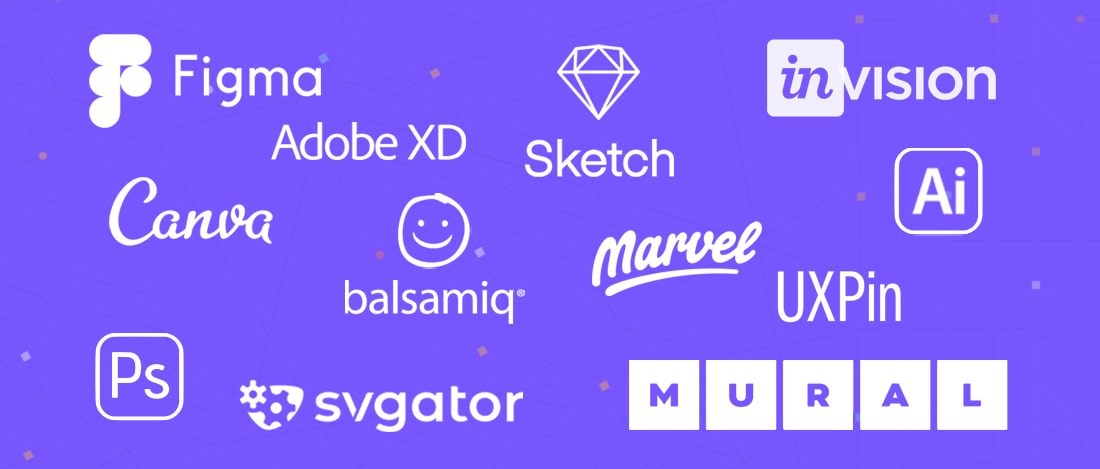 Figma
Sketch
invision
Adobe XD
Canva
Ai
balsamiq®
Marvel
UXPin
Ps
svgator
MURAL